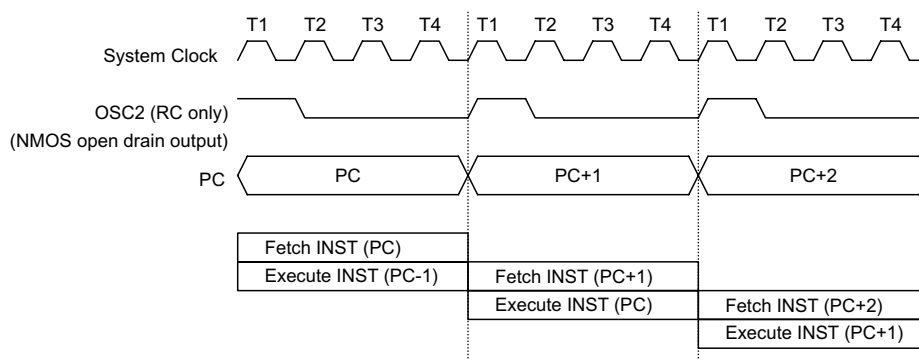 T1 T2 T3 T4 T1 T2 T3 T4 T1 T2 T3 T4
System Clock
OSC2 (RC only)
(NMOS open drain output)
PC PC PC+1 PC+2
Fetch INST (PC)
Execute INST (PC-1) Fetch INST (PC+1)
Execute INST (PC) Fetch INST (PC+2)
Execute INST (PC+1)